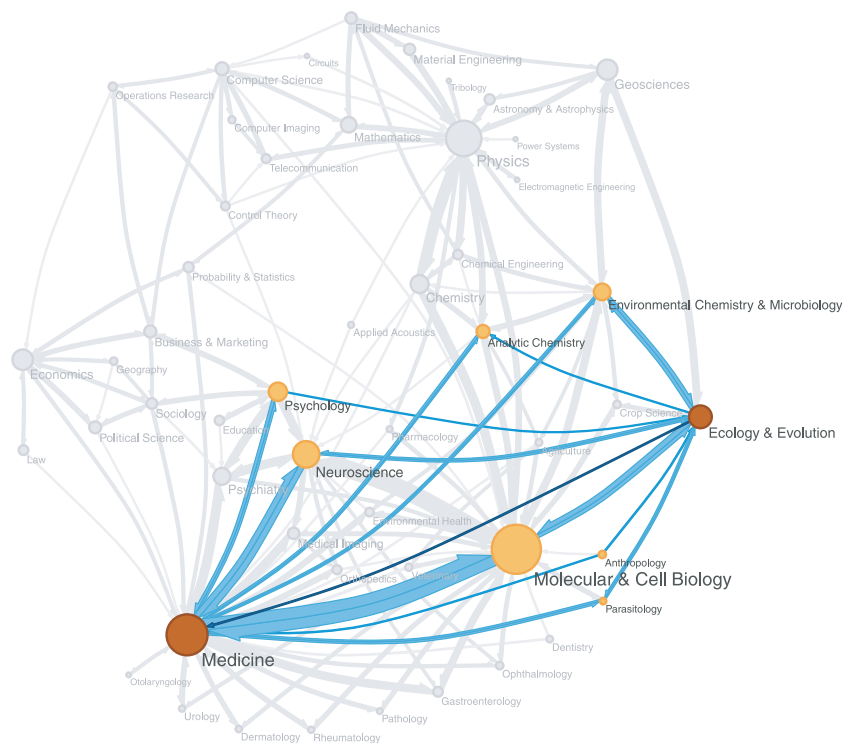 Fluid Mechanics
Material Engineering
Circuits
Computer Science
Geosciences
Tribology
Operations Research
Astronomy & Astrophysics
Computer Imaging
Mathematics
Power Systems
Physics
Telecommunication
Electromagnetic Engineering
Control Theory
Chemical Engineering
Probability & Statistics
Chemistry
Environmental Chemistry & Microbiology
Applied Acoustics
Business & Marketing
Analytic Chemistry
Geography
Economics
Psychology
Sociology
Crop Science
Education
Ecology & Evolution
Political Science
Pharmacology
Agriculture
Law
Neuroscience
Psychiatry
Environmental Health
Medical Imaging
Anthropology
Orthopedics
Veterinary
Molecular & Cell Biology
Parasitology
Dentistry
Medicine
Ophthalmology
Otolaryngology
Gastroenterology
Urology
Pathology
Dermatology
Rheumatology